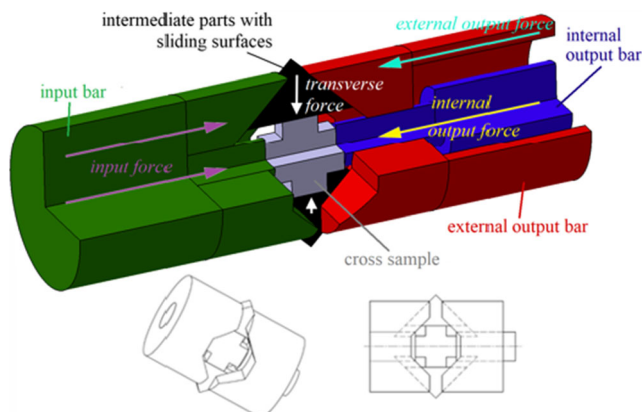 intermediate parts with
sliding surfaces
external output force
internal
output bar
input bar
transverse
force
internal
output force
input force
external output bar
cross sample